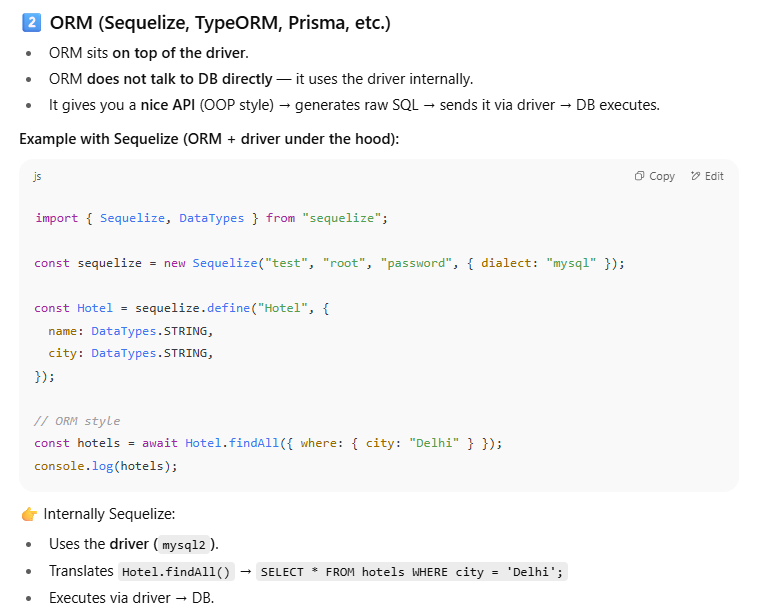 2 ORM (Sequelize, TypeORM, Prisma, etc.)
• ORM sits on top of the driver.
• ORM does not talk to DB directly — it uses the driver internally.
• It gives you a nice API (OOP style) → generates raw SQL → sends it via driver → DB executes.
Example with Sequelize (ORM + driver under the hood):
js Copy Edit
import { Sequelize, DataTypes } from "sequelize";
const sequelize = new Sequelize("test", "root", "password", { dialect: "mysql" });
const Hotel = sequelize.define("Hotel", {
  name: DataTypes.STRING,
  city: DataTypes.STRING,
});
// ORM style
const hotels = await Hotel.findAll({ where: { city: "Delhi" } });
console.log(hotels);
👉 Internally Sequelize:
• Uses the driver (mysql2).
• Translates Hotel.findAll() → SELECT * FROM hotels WHERE city = 'Delhi';
• Executes via driver → DB.